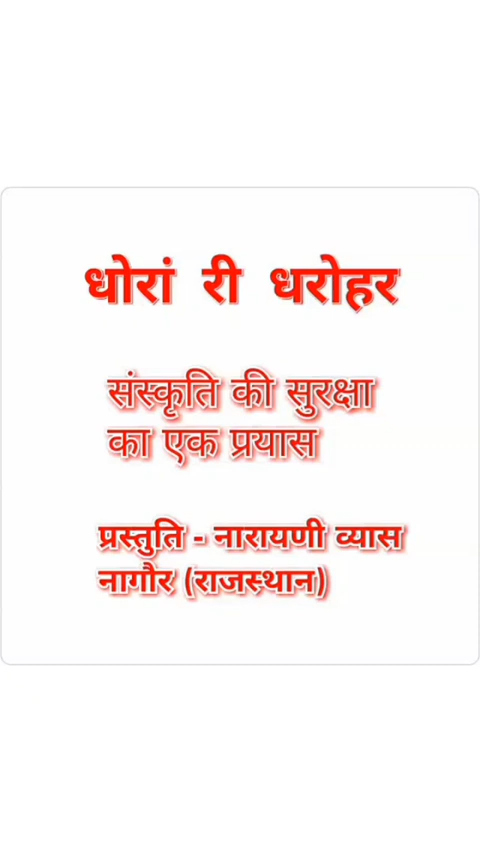 धोरां री धरोहर
संस्कृति की सुरक्षा
का एक प्रयास
प्रस्तुति - नारायणी व्यास
नागौर (राजस्थान)